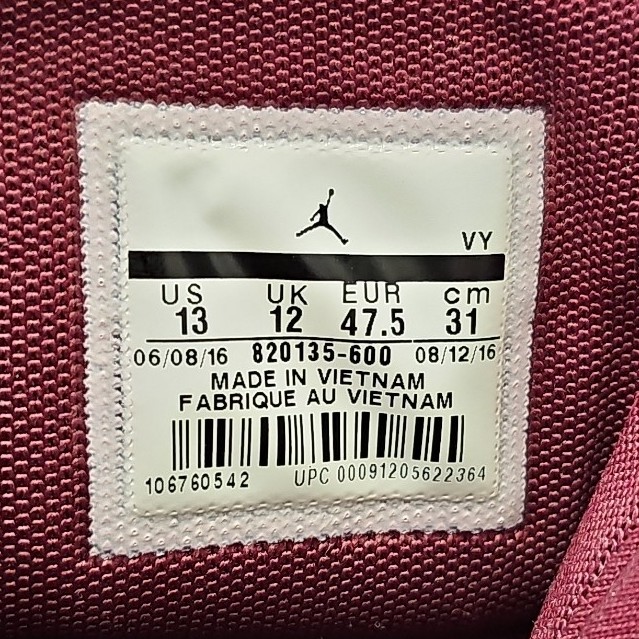 VY
US UK EUR cm
13 12 47.5 31
06/08/16 820135-600 08/12/16
MADE IN VIETNAM
FABRIQUE AU VIETNAM
106760542 UPC 00091205622364